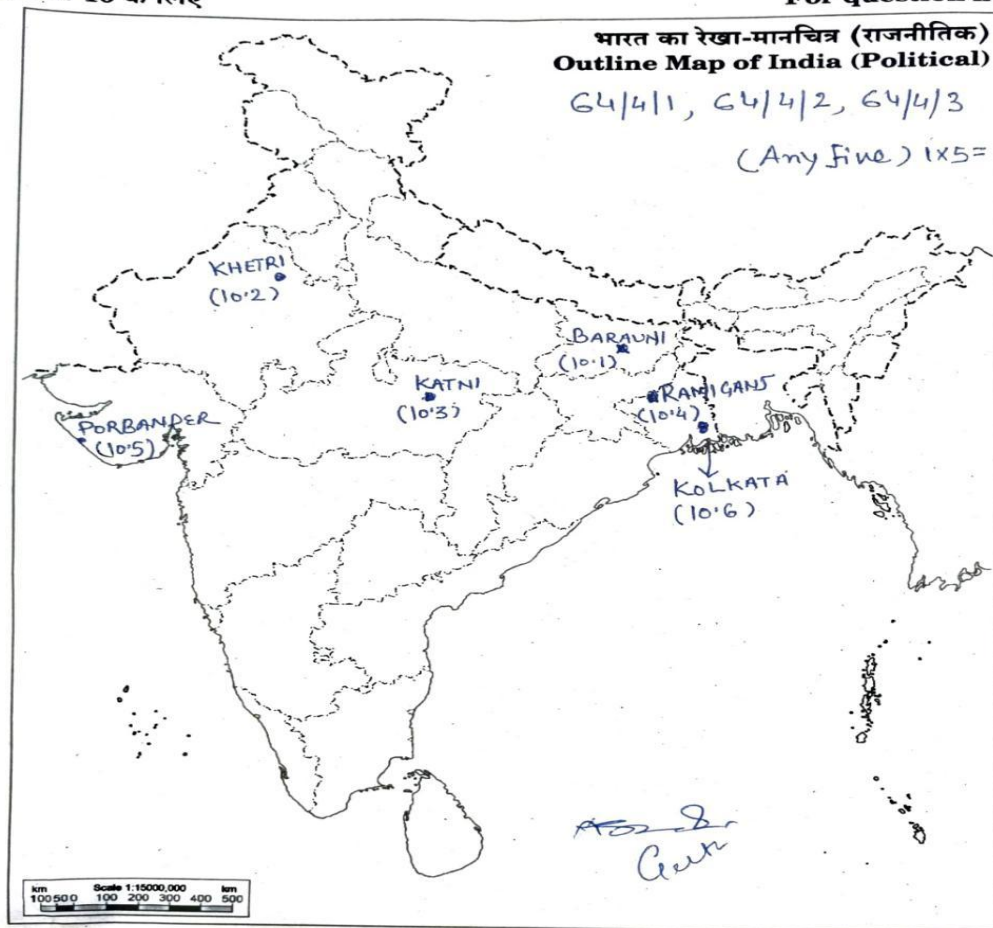 के लिए
भारत का रेखा-मानचित्र (राजनीतिक)
Outline Map of India (Political)
64/4/1, 64/4/2, 64/4/3
(Any five) 1x5=
KHETRI
(10.2)
BARAUNI
(10.1)
KATNI
(10.3)
RANIGANJ
(10.4)
PORBANDER
(10.5)
KOLKATA
(10.6)
km Scale 1:15000,000 km
100 50 0 100 200 300 400 500